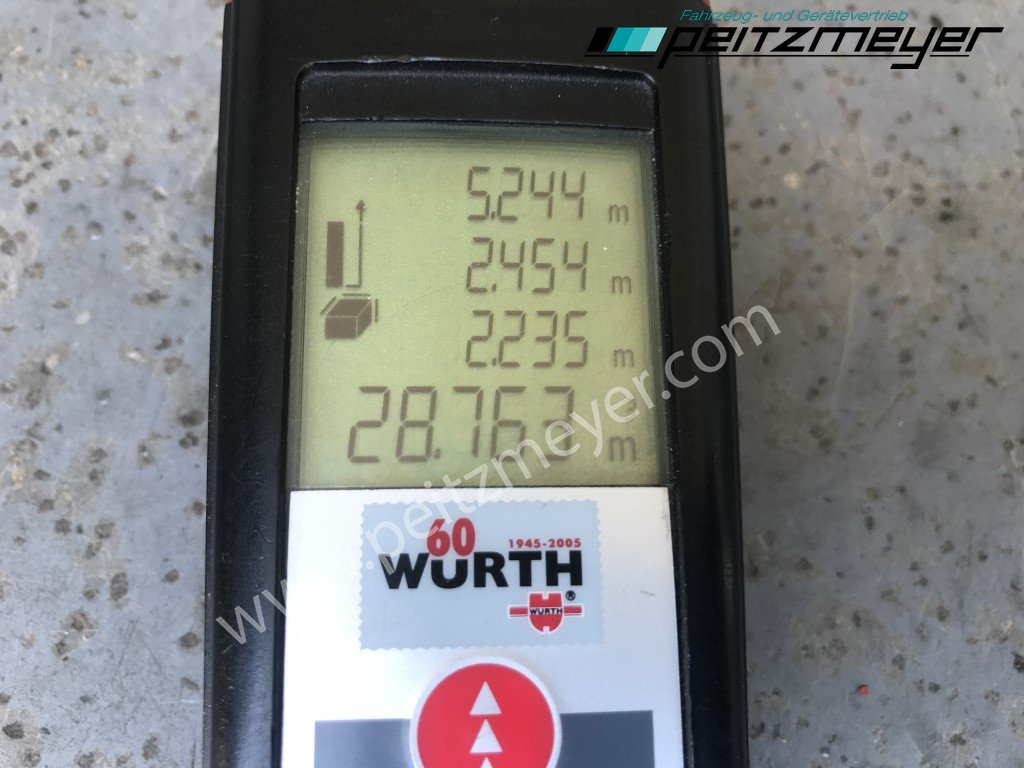 Fahrzeug- und Gerätevertrieb
peitzmeyer
5.244 m
2.454 m
2.235 m
28.763 m
www.peitzmeyer.com
60
1945-2005
WÜRTH
®
WURTH